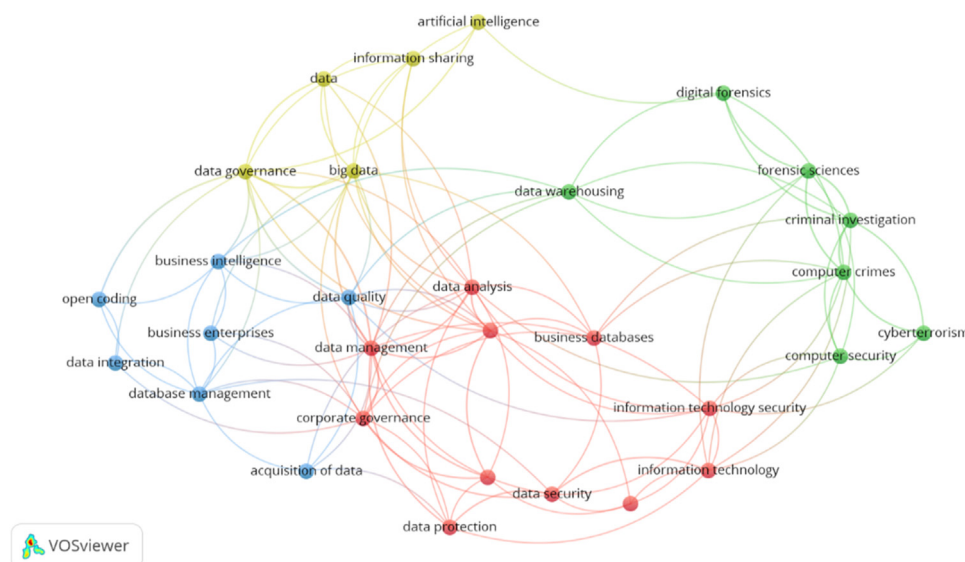 artificial intelligence
information sharing
data
digital forensics
data governance
big data
forensic sciences
data warehousing
criminal investigation
business intelligence
computer crimes
data analysis
open coding
data quality
business enterprises
business databases
cyberterrorism
data management
computer security
data integration
database management
information technology security
corporate governance
acquisition of data
information technology
data security
data protection
VOSviewer